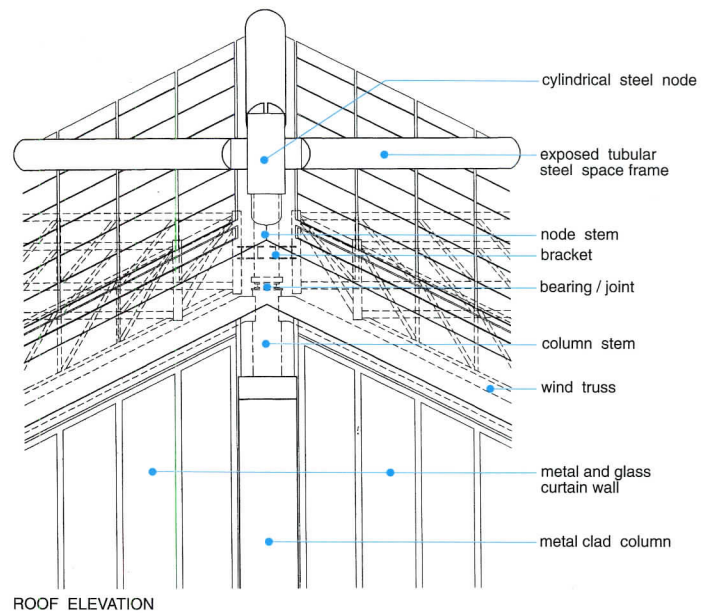 cylindrical steel node
exposed tubular
steel space frame
node stem
bracket
bearing / joint
column stem
wind truss
metal and glass
curtain wall
metal clad column
ROOF ELEVATION